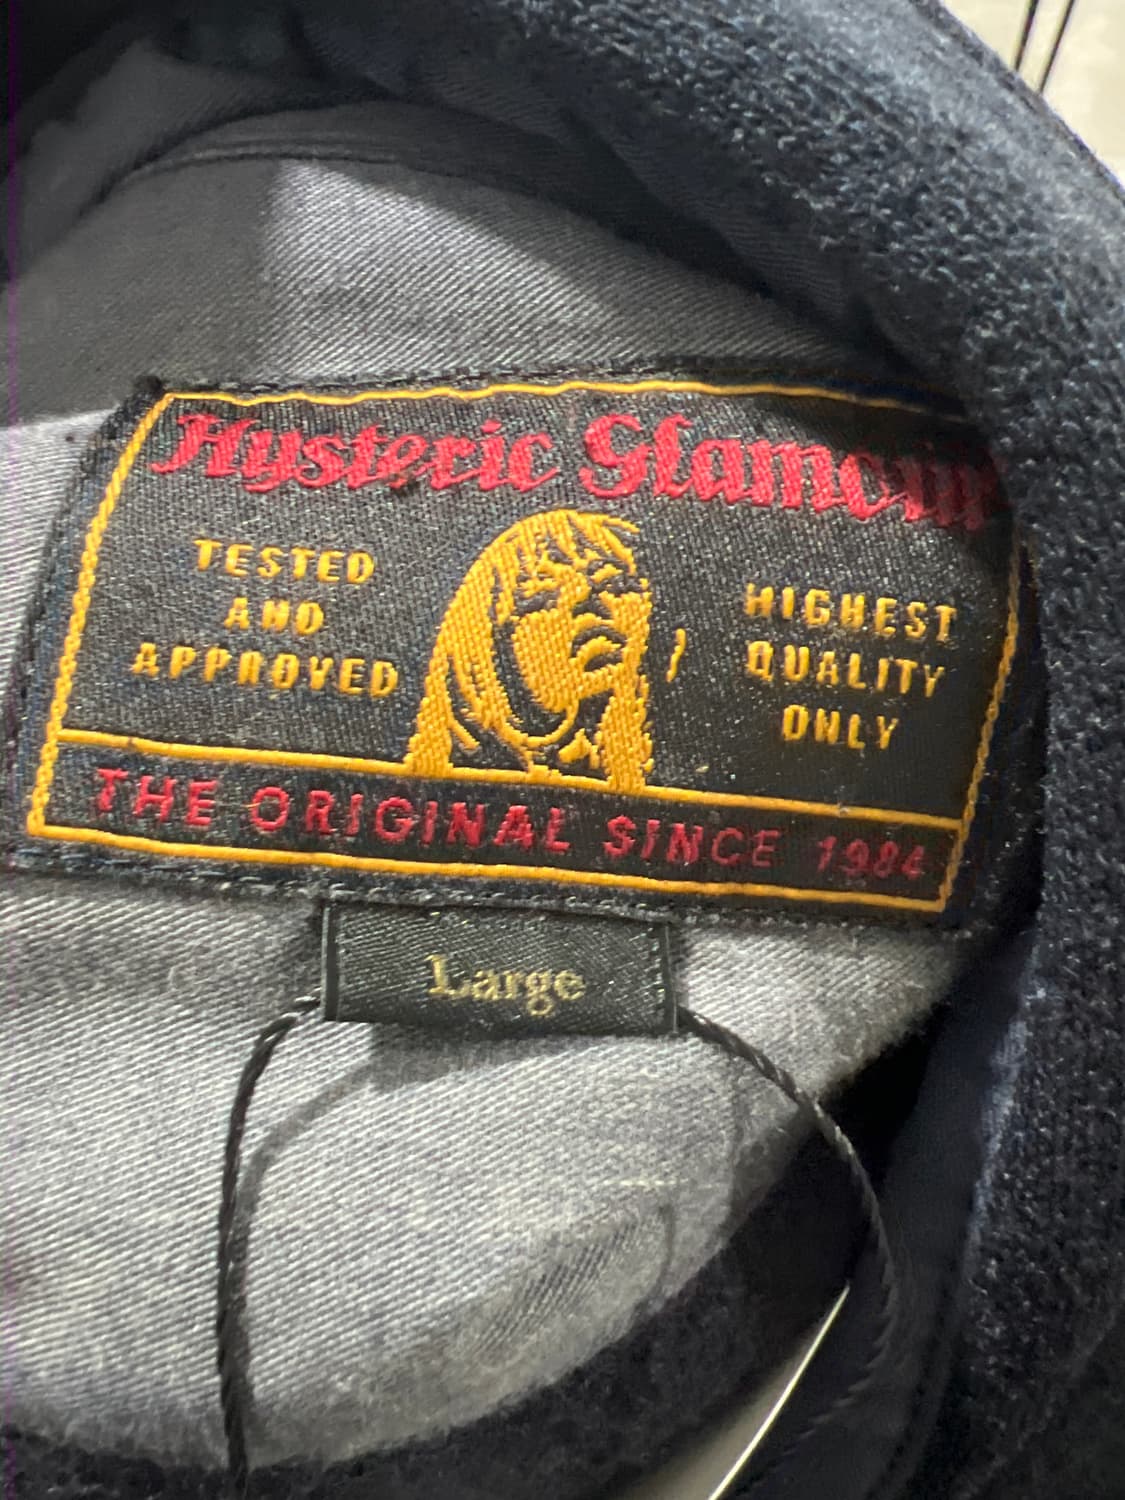 Hysteric Glamour
TESTED
AND
APPROVED
HIGHEST
QUALITY
ONLY
THE ORIGINAL SINCE 1984
Large